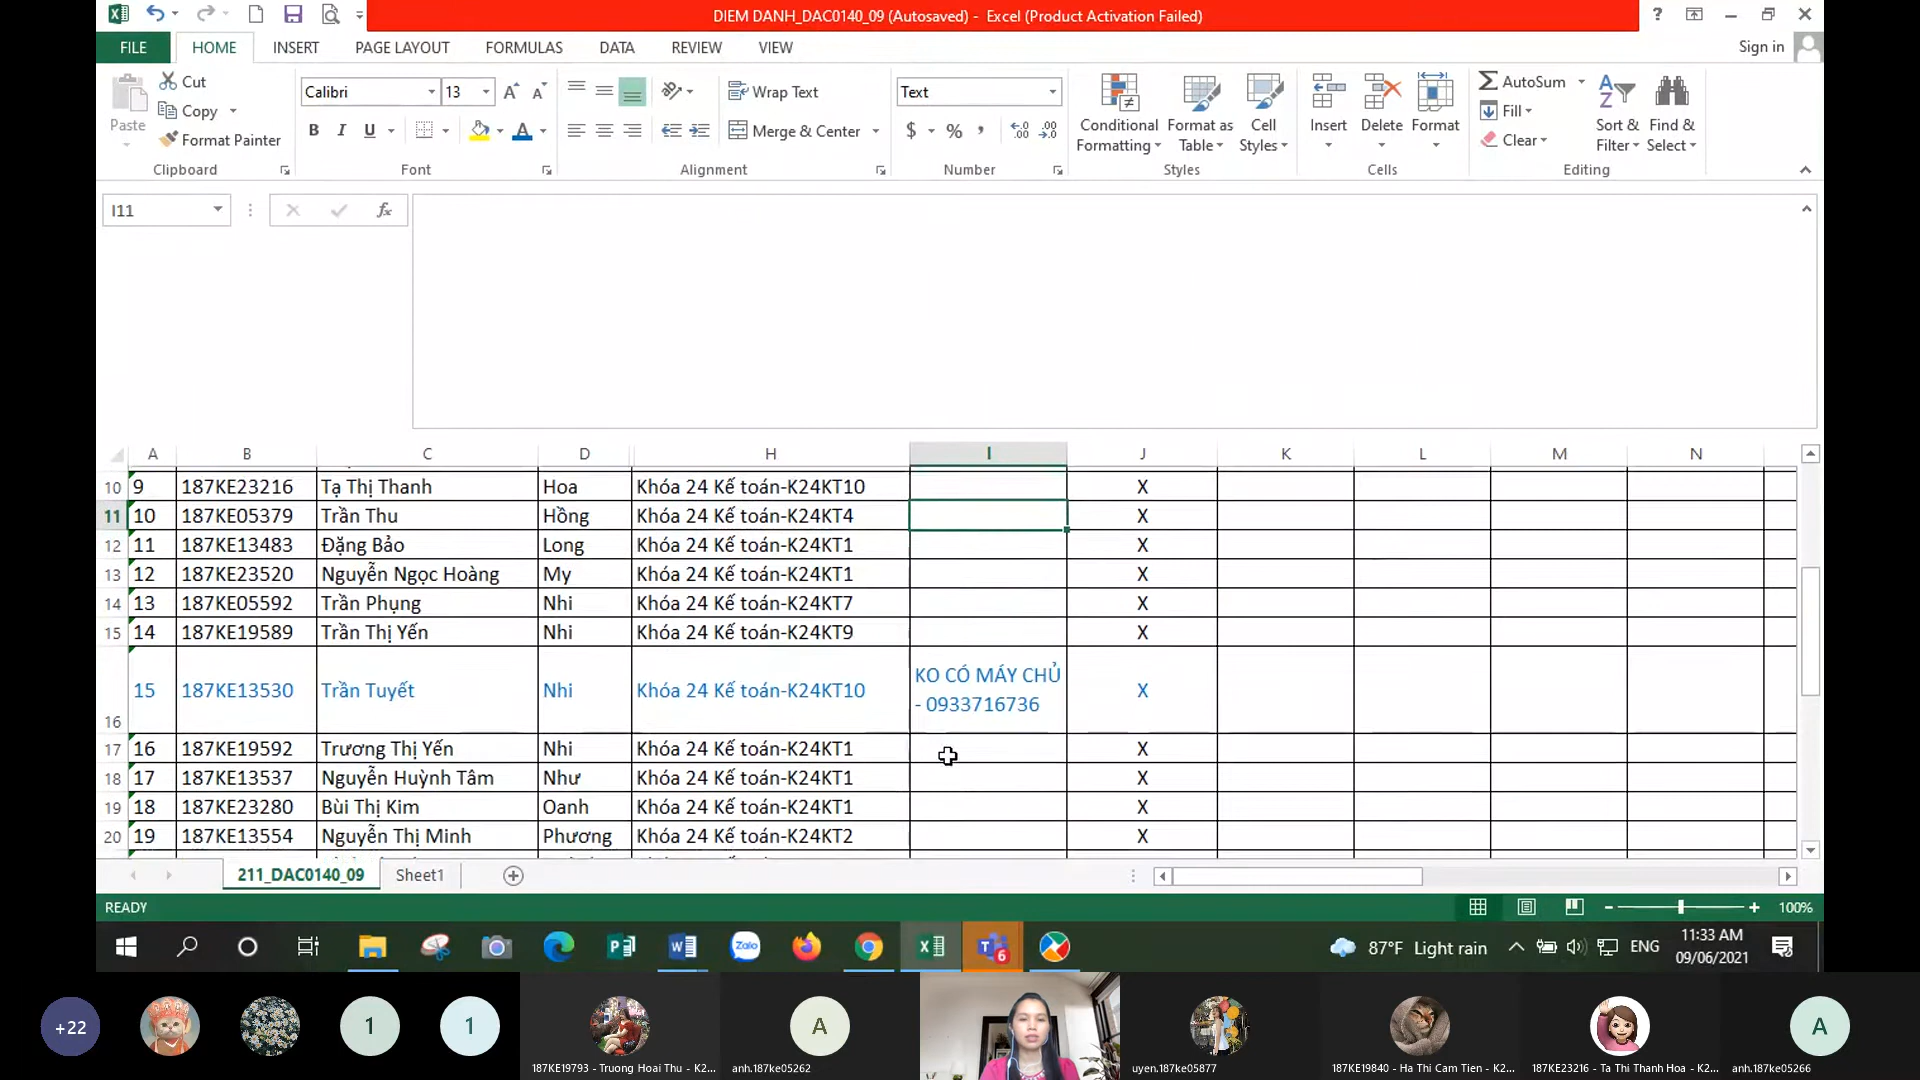 DIEM DANH_DAC0140_09 (Autosaved) - Excel (Product Activation Failed)
FILE HOME INSERT PAGE LAYOUT FORMULAS DATA REVIEW VIEW Sign in
Cut
Copy
Format Painter
Paste
Clipboard
Calibri 13
B I U
Font
Wrap Text
Merge & Center
Alignment
Text
$ % ,
Number
Conditional Formatting
Format as Table
Cell Styles
Styles
Insert Delete Format
Cells
AutoSum
Fill
Clear
Sort & Filter
Find & Select
Editing
I11
fx
A B C D H I J K L M N
10 9 187KE23216 Tạ Thị Thanh Hoa Khóa 24 Kế toán-K24KT10 X
11 10 187KE05379 Trần Thu Hồng Khóa 24 Kế toán-K24KT4 X
12 11 187KE13483 Đặng Bảo Long Khóa 24 Kế toán-K24KT1 X
13 12 187KE23520 Nguyễn Ngọc Hoàng My Khóa 24 Kế toán-K24KT1 X
14 13 187KE05592 Trần Phụng Nhi Khóa 24 Kế toán-K24KT7 X
15 14 187KE19589 Trần Thị Yến Nhi Khóa 24 Kế toán-K24KT9 X
16 15 187KE13530 Trần Tuyết Nhi Khóa 24 Kế toán-K24KT10 KO CÓ MÁY CHỦ - 0933716736 X
17 16 187KE19592 Trương Thị Yến Nhi Khóa 24 Kế toán-K24KT1 X
18 17 187KE13537 Nguyễn Huỳnh Tâm Như Khóa 24 Kế toán-K24KT1 X
19 18 187KE23280 Bùi Thị Kim Oanh Khóa 24 Kế toán-K24KT1 X
20 19 187KE13554 Nguyễn Thị Minh Phương Khóa 24 Kế toán-K24KT2 X
211_DAC0140_09 Sheet1
READY 100%
Zalo 6 87°F Light rain ENG 11:33 AM
09/06/2021
+22 1 1 A A
187KE19793 - Truong Hoai Thu - K2... anh.187ke05262 uyen.187ke05877 187KE19840 - Ha Thi Cam Tien - K2... 187KE23216 - Ta Thi Thanh Hoa - K2... anh.187ke05266